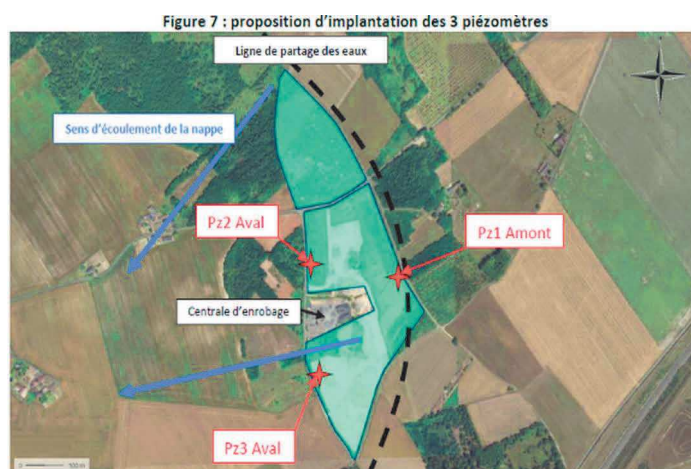 Figure 7 : proposition d'implantation des 3 piézomètres
Ligne de partage des eaux
Sens d'écoulement de la nappe
Pz2 Aval
Pz1 Amont
Centrale d'enrobage
Pz3 Aval